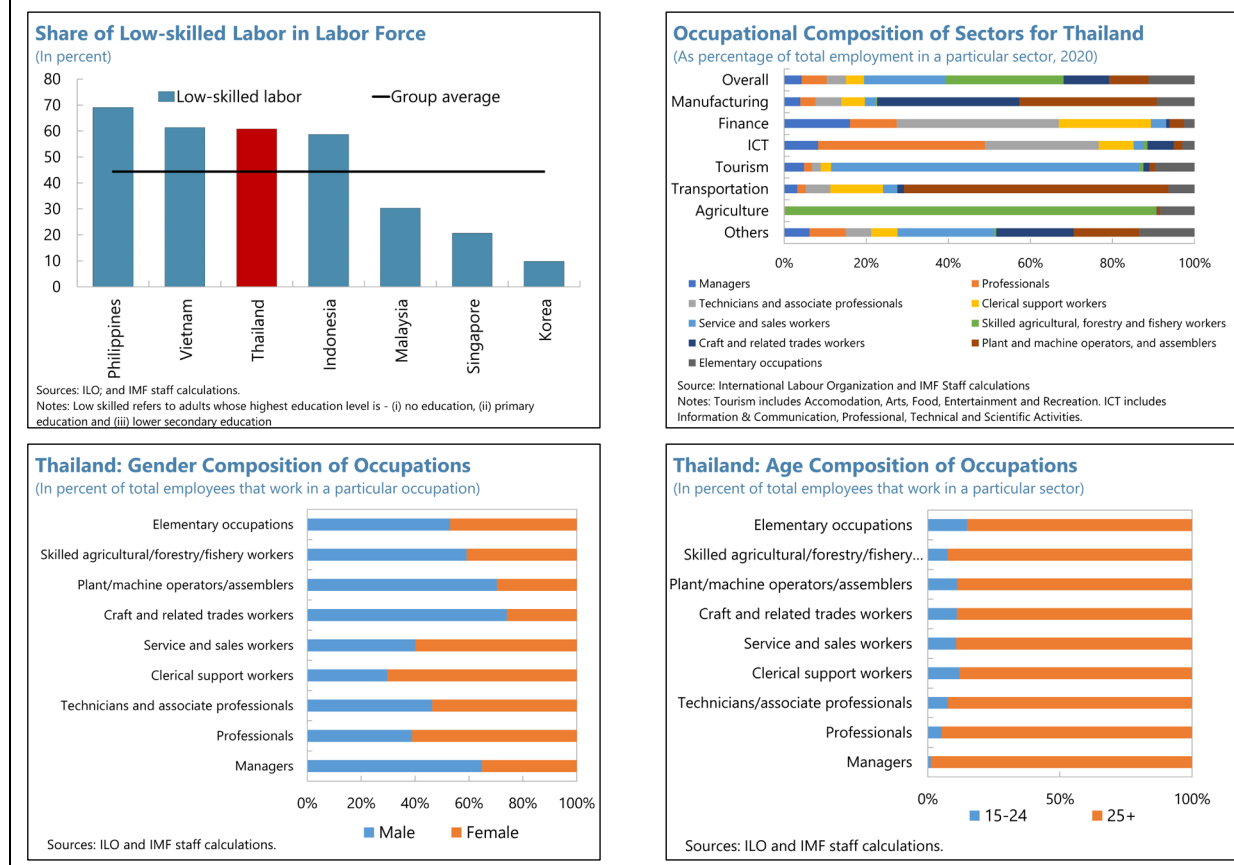 Share of Low-skilled Labor in Labor Force
(In percent)
80
70
60
50
40
30
20
10
0
Low-skilled labor
Group average
Philippines
Vietnam
Thailand
Indonesia
Malaysia
Singapore
Korea
Sources: ILO; and IMF staff calculations.
Notes: Low skilled refers to adults whose highest education level is - (i) no education, (ii) primary
education and (iii) lower secondary education
Occupational Composition of Sectors for Thailand
(As percentage of total employment in a particular sector, 2020)
Overall
Manufacturing
Finance
ICT
Tourism
Transportation
Agriculture
Others
0% 20% 40% 60% 80% 100%
Managers
Professionals
Technicians and associate professionals
Clerical support workers
Service and sales workers
Skilled agricultural, forestry and fishery workers
Craft and related trades workers
Plant and machine operators, and assemblers
Elementary occupations
Source: International Labour Organization and IMF Staff calculations
Notes: Tourism includes Accomodation, Arts, Food, Entertainment and Recreation. ICT includes
Information & Communication, Professional, Technical and Scientific Activities.
Thailand: Gender Composition of Occupations
(In percent of total employees that work in a particular occupation)
Elementary occupations
Skilled agricultural/forestry/fishery workers
Plant/machine operators/assemblers
Craft and related trades workers
Service and sales workers
Clerical support workers
Technicians and associate professionals
Professionals
Managers
0% 20% 40% 60% 80% 100%
Male Female
Sources: ILO and IMF staff calculations.
Thailand: Age Composition of Occupations
(In percent of total employees that work in a particular sector)
Elementary occupations
Skilled agricultural/forestry/fishery...
Plant/machine operators/assemblers
Craft and related trades workers
Service and sales workers
Clerical support workers
Technicians/associate professionals
Professionals
Managers
0% 50% 100%
15-24 25+
Sources: ILO and IMF staff calculations.